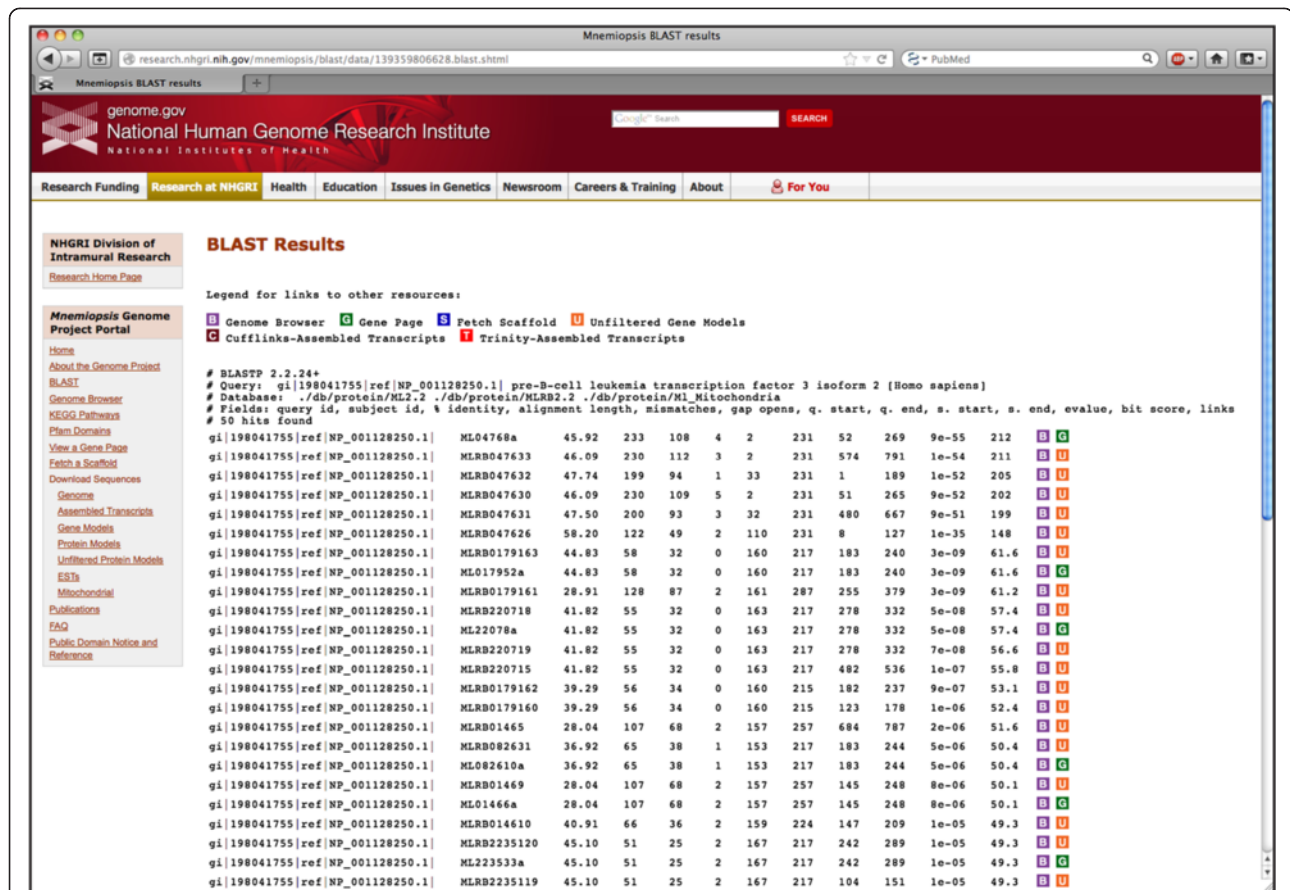 Mnemiopsis BLAST results
research.nhgri.nih.gov/mnemiopsis/blast/data/139359806628.blast.shtml
PubMed
Mnemiopsis BLAST results
genome.gov
National Human Genome Research Institute
National Institutes of Health
Google™ Search
SEARCH
Research Funding Research at NHGRI Health Education Issues in Genetics Newsroom Careers & Training About For You
NHGRI Division of
Intramural Research
Research Home Page
Mnemiopsis Genome
Project Portal
Home
About the Genome Project
BLAST
Genome Browser
KEGG Pathways
Pfam Domains
View a Gene Page
Fetch a Scaffold
Download Sequences
Genome
Assembled Transcripts
Gene Models
Protein Models
Unfiltered Protein Models
ESTs
Mitochondrial
Publications
FAQ
Public Domain Notice and
Reference
BLAST Results
Legend for links to other resources:
B Genome Browser G Gene Page S Fetch Scaffold U Unfiltered Gene Models
C Cufflinks-Assembled Transcripts T Trinity-Assembled Transcripts
# BLASTP 2.2.24+
# Query: gi|198041755|ref|NP_001128250.1| pre-B-cell leukemia transcription factor 3 isoform 2 [Homo sapiens]
# Database: ./db/protein/ML2.2 ./db/protein/MLRB2.2 ./db/protein/Ml_Mitochondria
# Fields: query id, subject id, % identity, alignment length, mismatches, gap opens, q. start, q. end, s. start, s. end, evalue, bit score, links
# 50 hits found
gi|198041755|ref|NP_001128250.1| ML04768a 45.92 233 108 4 2 231 52 269 9e-55 212 B G
gi|198041755|ref|NP_001128250.1| MLRB047633 46.09 230 112 3 2 231 574 791 1e-54 211 B U
gi|198041755|ref|NP_001128250.1| MLRB047632 47.74 199 94 1 33 231 1 189 1e-52 205 B U
gi|198041755|ref|NP_001128250.1| MLRB047630 46.09 230 109 5 2 231 51 265 9e-52 202 B U
gi|198041755|ref|NP_001128250.1| MLRB047631 47.50 200 93 3 32 231 480 667 9e-51 199 B U
gi|198041755|ref|NP_001128250.1| MLRB047626 58.20 122 49 2 110 231 8 127 1e-35 148 B U
gi|198041755|ref|NP_001128250.1| MLRB0179163 44.83 58 32 0 160 217 183 240 3e-09 61.6 B U
gi|198041755|ref|NP_001128250.1| ML017952a 44.83 58 32 0 160 217 183 240 3e-09 61.6 B G
gi|198041755|ref|NP_001128250.1| MLRB0179161 28.91 128 87 2 161 287 255 379 3e-09 61.2 B U
gi|198041755|ref|NP_001128250.1| MLRB220718 41.82 55 32 0 163 217 278 332 5e-08 57.4 B U
gi|198041755|ref|NP_001128250.1| ML22078a 41.82 55 32 0 163 217 278 332 5e-08 57.4 B G
gi|198041755|ref|NP_001128250.1| MLRB220719 41.82 55 32 0 163 217 278 332 7e-08 56.6 B U
gi|198041755|ref|NP_001128250.1| MLRB220715 41.82 55 32 0 163 217 482 536 1e-07 55.8 B U
gi|198041755|ref|NP_001128250.1| MLRB0179162 39.29 56 34 0 160 215 182 237 9e-07 53.1 B U
gi|198041755|ref|NP_001128250.1| MLRB0179160 39.29 56 34 0 160 215 123 178 1e-06 52.4 B U
gi|198041755|ref|NP_001128250.1| MLRB01465 28.04 107 68 2 157 257 684 787 2e-06 51.6 B U
gi|198041755|ref|NP_001128250.1| MLRB082631 36.92 65 38 1 153 217 183 244 5e-06 50.4 B U
gi|198041755|ref|NP_001128250.1| ML082610a 36.92 65 38 1 153 217 183 244 5e-06 50.4 B G
gi|198041755|ref|NP_001128250.1| MLRB01469 28.04 107 68 2 157 257 145 248 8e-06 50.1 B U
gi|198041755|ref|NP_001128250.1| ML01466a 28.04 107 68 2 157 257 145 248 8e-06 50.1 B G
gi|198041755|ref|NP_001128250.1| MLRB014610 40.91 66 36 2 159 224 147 209 1e-05 49.3 B U
gi|198041755|ref|NP_001128250.1| MLRB2235120 45.10 51 25 2 167 217 242 289 1e-05 49.3 B U
gi|198041755|ref|NP_001128250.1| ML223533a 45.10 51 25 2 167 217 242 289 1e-05 49.3 B G
gi|198041755|ref|NP_001128250.1| MLRB2235119 45.10 51 25 2 167 217 104 151 1e-05 49.3 B U